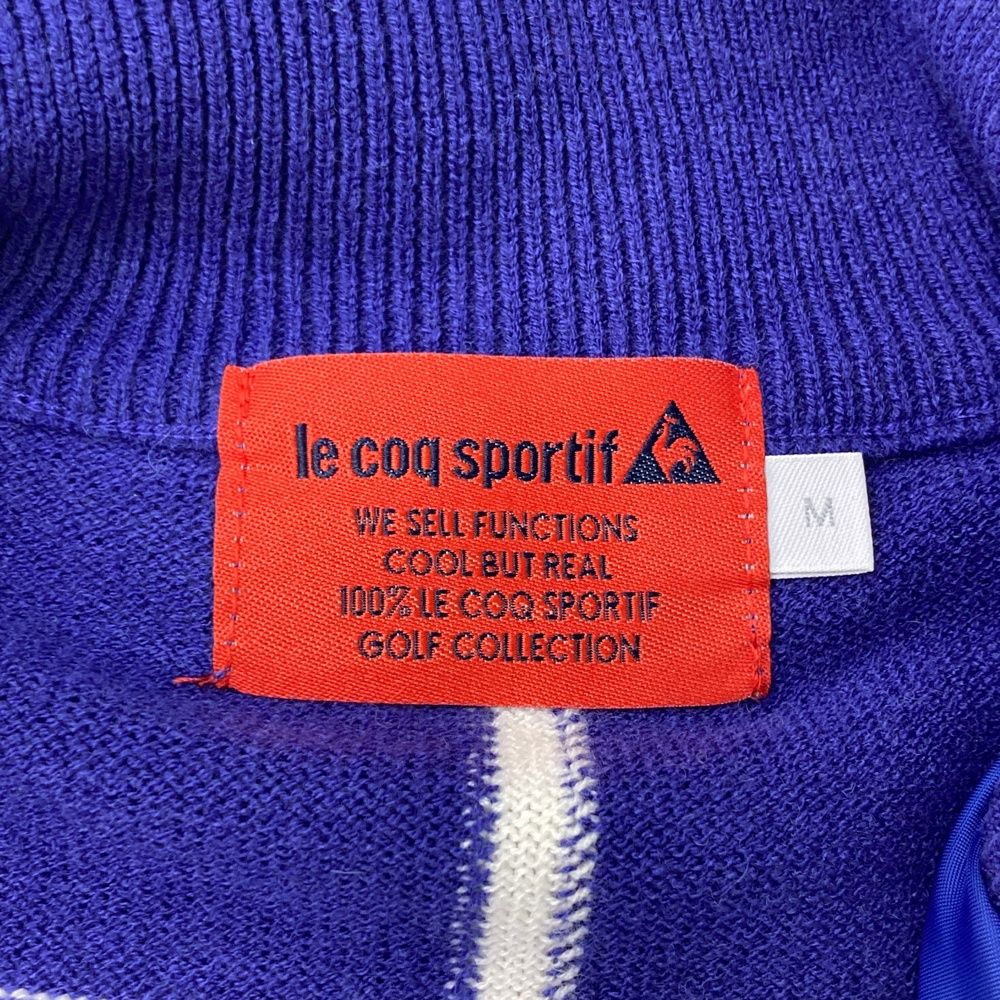 le coq sportif
WE SELL FUNCTIONS
COOL BUT REAL
100% LE COQ SPORTIF
GOLF COLLECTION
M